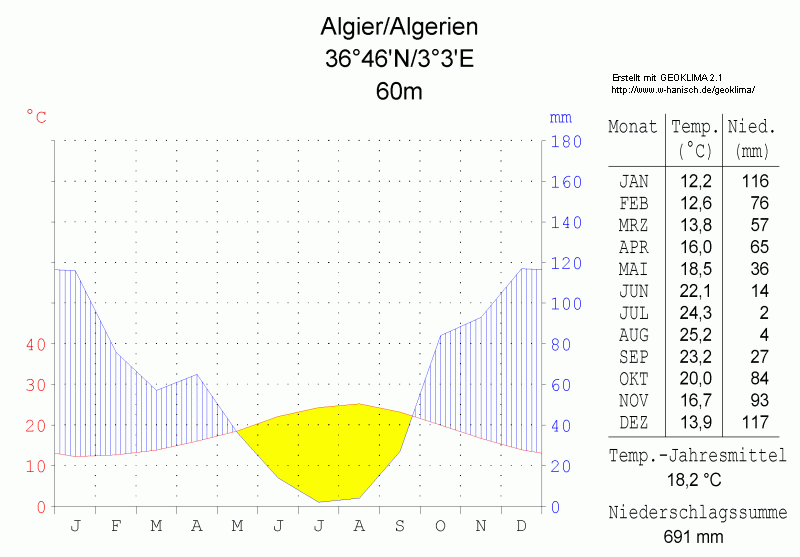 Algier/Algerien
36°46'N/3°3'E
60m
Erstellt mit GEOKLIMA 2.1
http://www.w-hanisch.de/geoklima/
°C mm
180
160
140
120
100
40 80
30 60
20 40
10 20
0 0
J F M A M J J A S O N D
Monat Temp. Nied.
(°C) (mm)
JAN 12,2 116
FEB 12,6 76
MRZ 13,8 57
APR 16,0 65
MAI 18,5 36
JUN 22,1 14
JUL 24,3 2
AUG 25,2 4
SEP 23,2 27
OKT 20,0 84
NOV 16,7 93
DEZ 13,9 117
Temp.-Jahresmittel
18,2 °C
Niederschlagssumme
691 mm